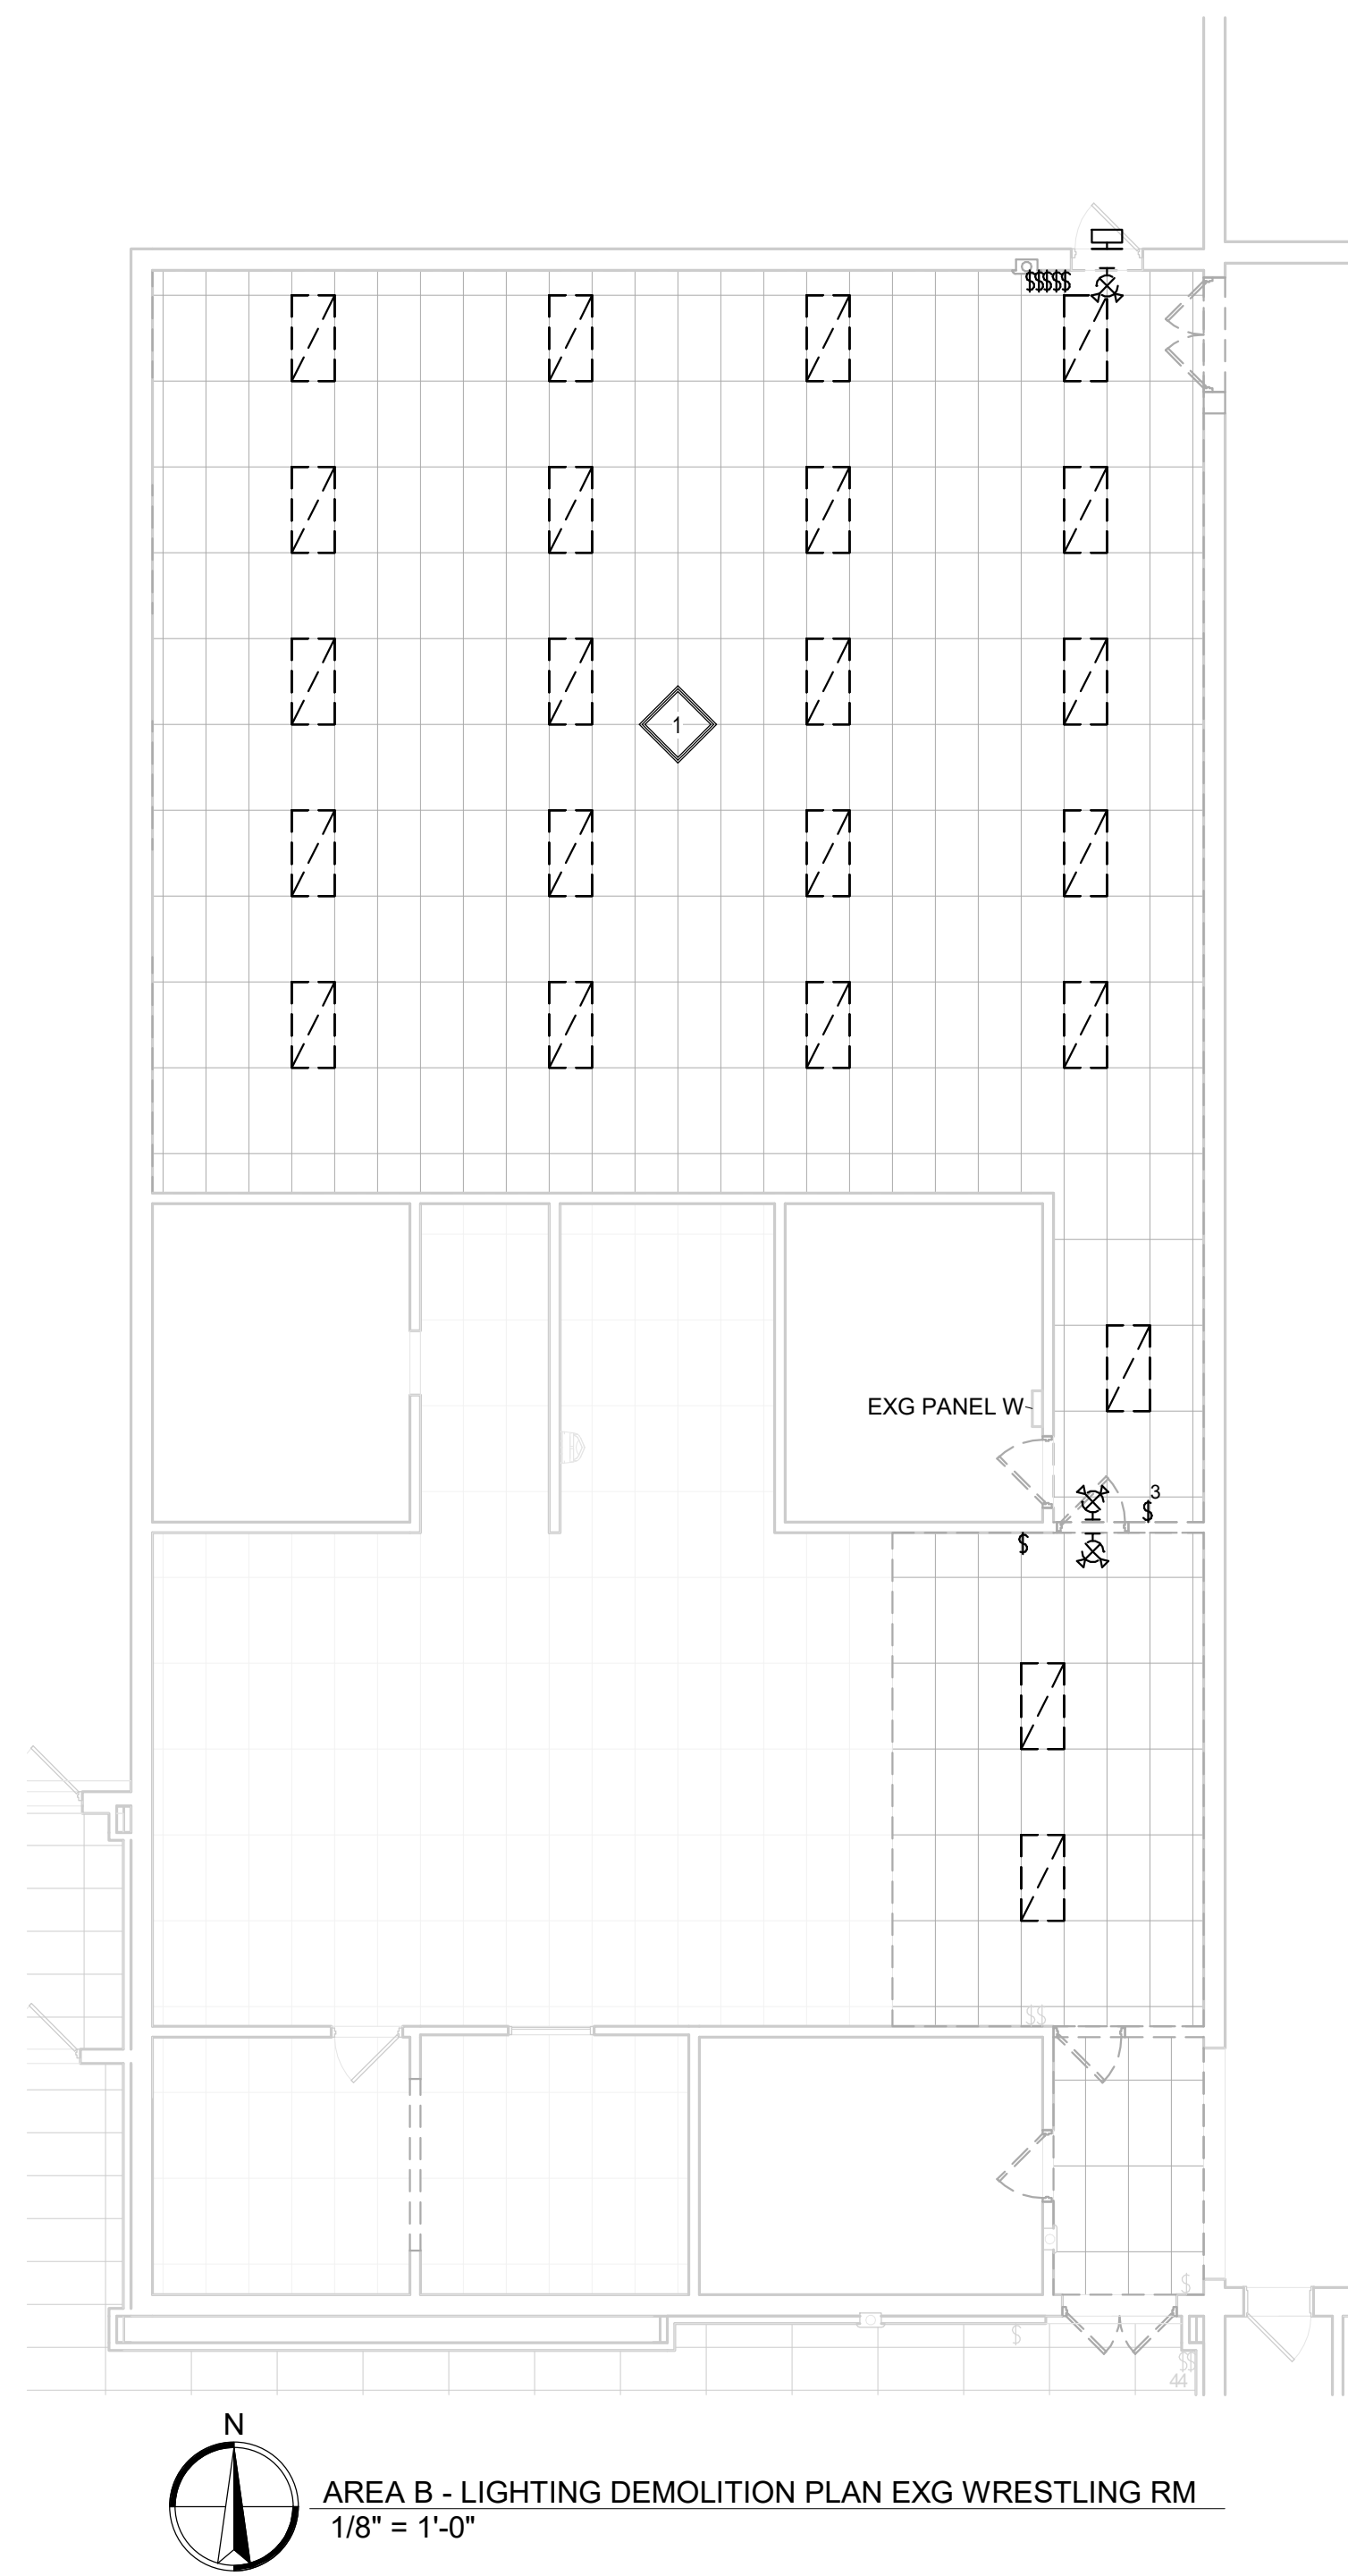 $$$$$
1
EXG PANEL W
3
$
$
$$
$
$
$$
44
N
AREA B - LIGHTING DEMOLITION PLAN EXG WRESTLING RM
1/8" = 1'-0"